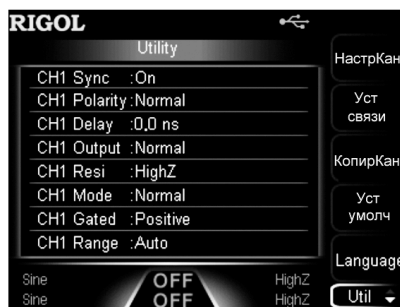 RIGOL
Utility
CH1 Sync :On
CH1 Polarity:Normal
CH1 Delay :0.0 ns
CH1 Output :Normal
CH1 Resi :HighZ
CH1 Mode :Normal
CH1 Gated :Positive
CH1 Range :Auto
Sine OFF HighZ
Sine OFF HighZ
НастрКан
Уст
связи
КопирКан
Уст
умолч
Language
Util